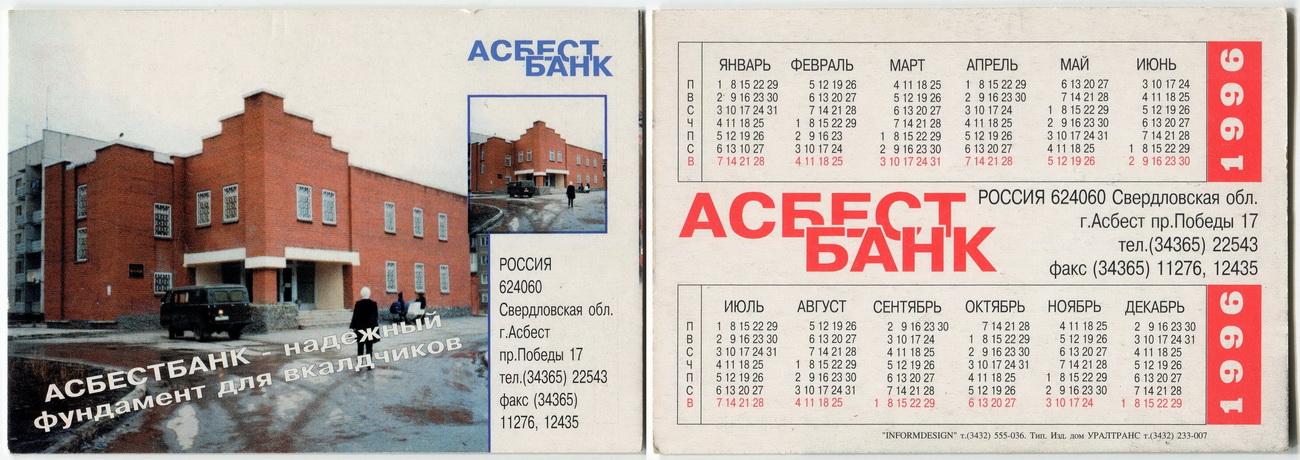 АСБЕСТ
БАНК
РОССИЯ
624060
Свердловская обл.
г.Асбест
пр.Победы 17
тел.(34365) 22543
факс (34365)
11276, 12435
АСБЕСТБАНК - надежный
фундамент для вкалдчиков
ЯНВАРЬ ФЕВРАЛЬ МАРТ АПРЕЛЬ МАЙ ИЮНЬ
П 1 8 15 22 29 5 12 19 26 4 11 18 25 1 8 15 22 29 6 13 20 27 3 10 17 24
В 2 9 16 23 30 6 13 20 27 5 12 19 26 2 9 16 23 30 7 14 21 28 4 11 18 25
С 3 10 17 24 31 7 14 21 28 6 13 20 27 3 10 17 24 1 8 15 22 29 5 12 19 26
Ч 4 11 18 25 1 8 15 22 29 7 14 21 28 4 11 18 25 2 9 16 23 30 6 13 20 27
П 5 12 19 26 2 9 16 23 1 8 15 22 29 5 12 19 26 3 10 17 24 31 7 14 21 28
С 6 13 20 27 3 10 17 24 2 9 16 23 30 6 13 20 27 4 11 18 25 1 8 15 22 29
В 7 14 21 28 4 11 18 25 3 10 17 24 31 7 14 21 28 5 12 19 26 2 9 16 23 30
1996
АСБЕСТ
БАНК
РОССИЯ 624060 Свердловская обл.
г.Асбест пр.Победы 17
тел.(34365) 22543
факс (34365) 11276, 12435
ИЮЛЬ АВГУСТ СЕНТЯБРЬ ОКТЯБРЬ НОЯБРЬ ДЕКАБРЬ
П 1 8 15 22 29 5 12 19 26 2 9 16 23 30 7 14 21 28 4 11 18 25 2 9 16 23 30
В 2 9 16 23 30 6 13 20 27 3 10 17 24 1 8 15 22 29 5 12 19 26 3 10 17 24 31
С 3 10 17 24 31 7 14 21 28 4 11 18 25 2 9 16 23 30 6 13 20 27 4 11 18 25
Ч 4 11 18 25 1 8 15 22 29 5 12 19 26 3 10 17 24 31 7 14 21 28 5 12 19 26
П 5 12 19 26 2 9 16 23 30 6 13 20 27 4 11 18 25 1 8 15 22 29 6 13 20 27
С 6 13 20 27 3 10 17 24 31 7 14 21 28 5 12 19 26 2 9 16 23 30 7 14 21 28
В 7 14 21 28 4 11 18 25 1 8 15 22 29 6 13 20 27 3 10 17 24 1 8 15 22 29
1996
"INFORMDESIGN" т.(3432) 555-036. Тип. Изд. дом УРАЛТРАНС т.(3432) 233-007